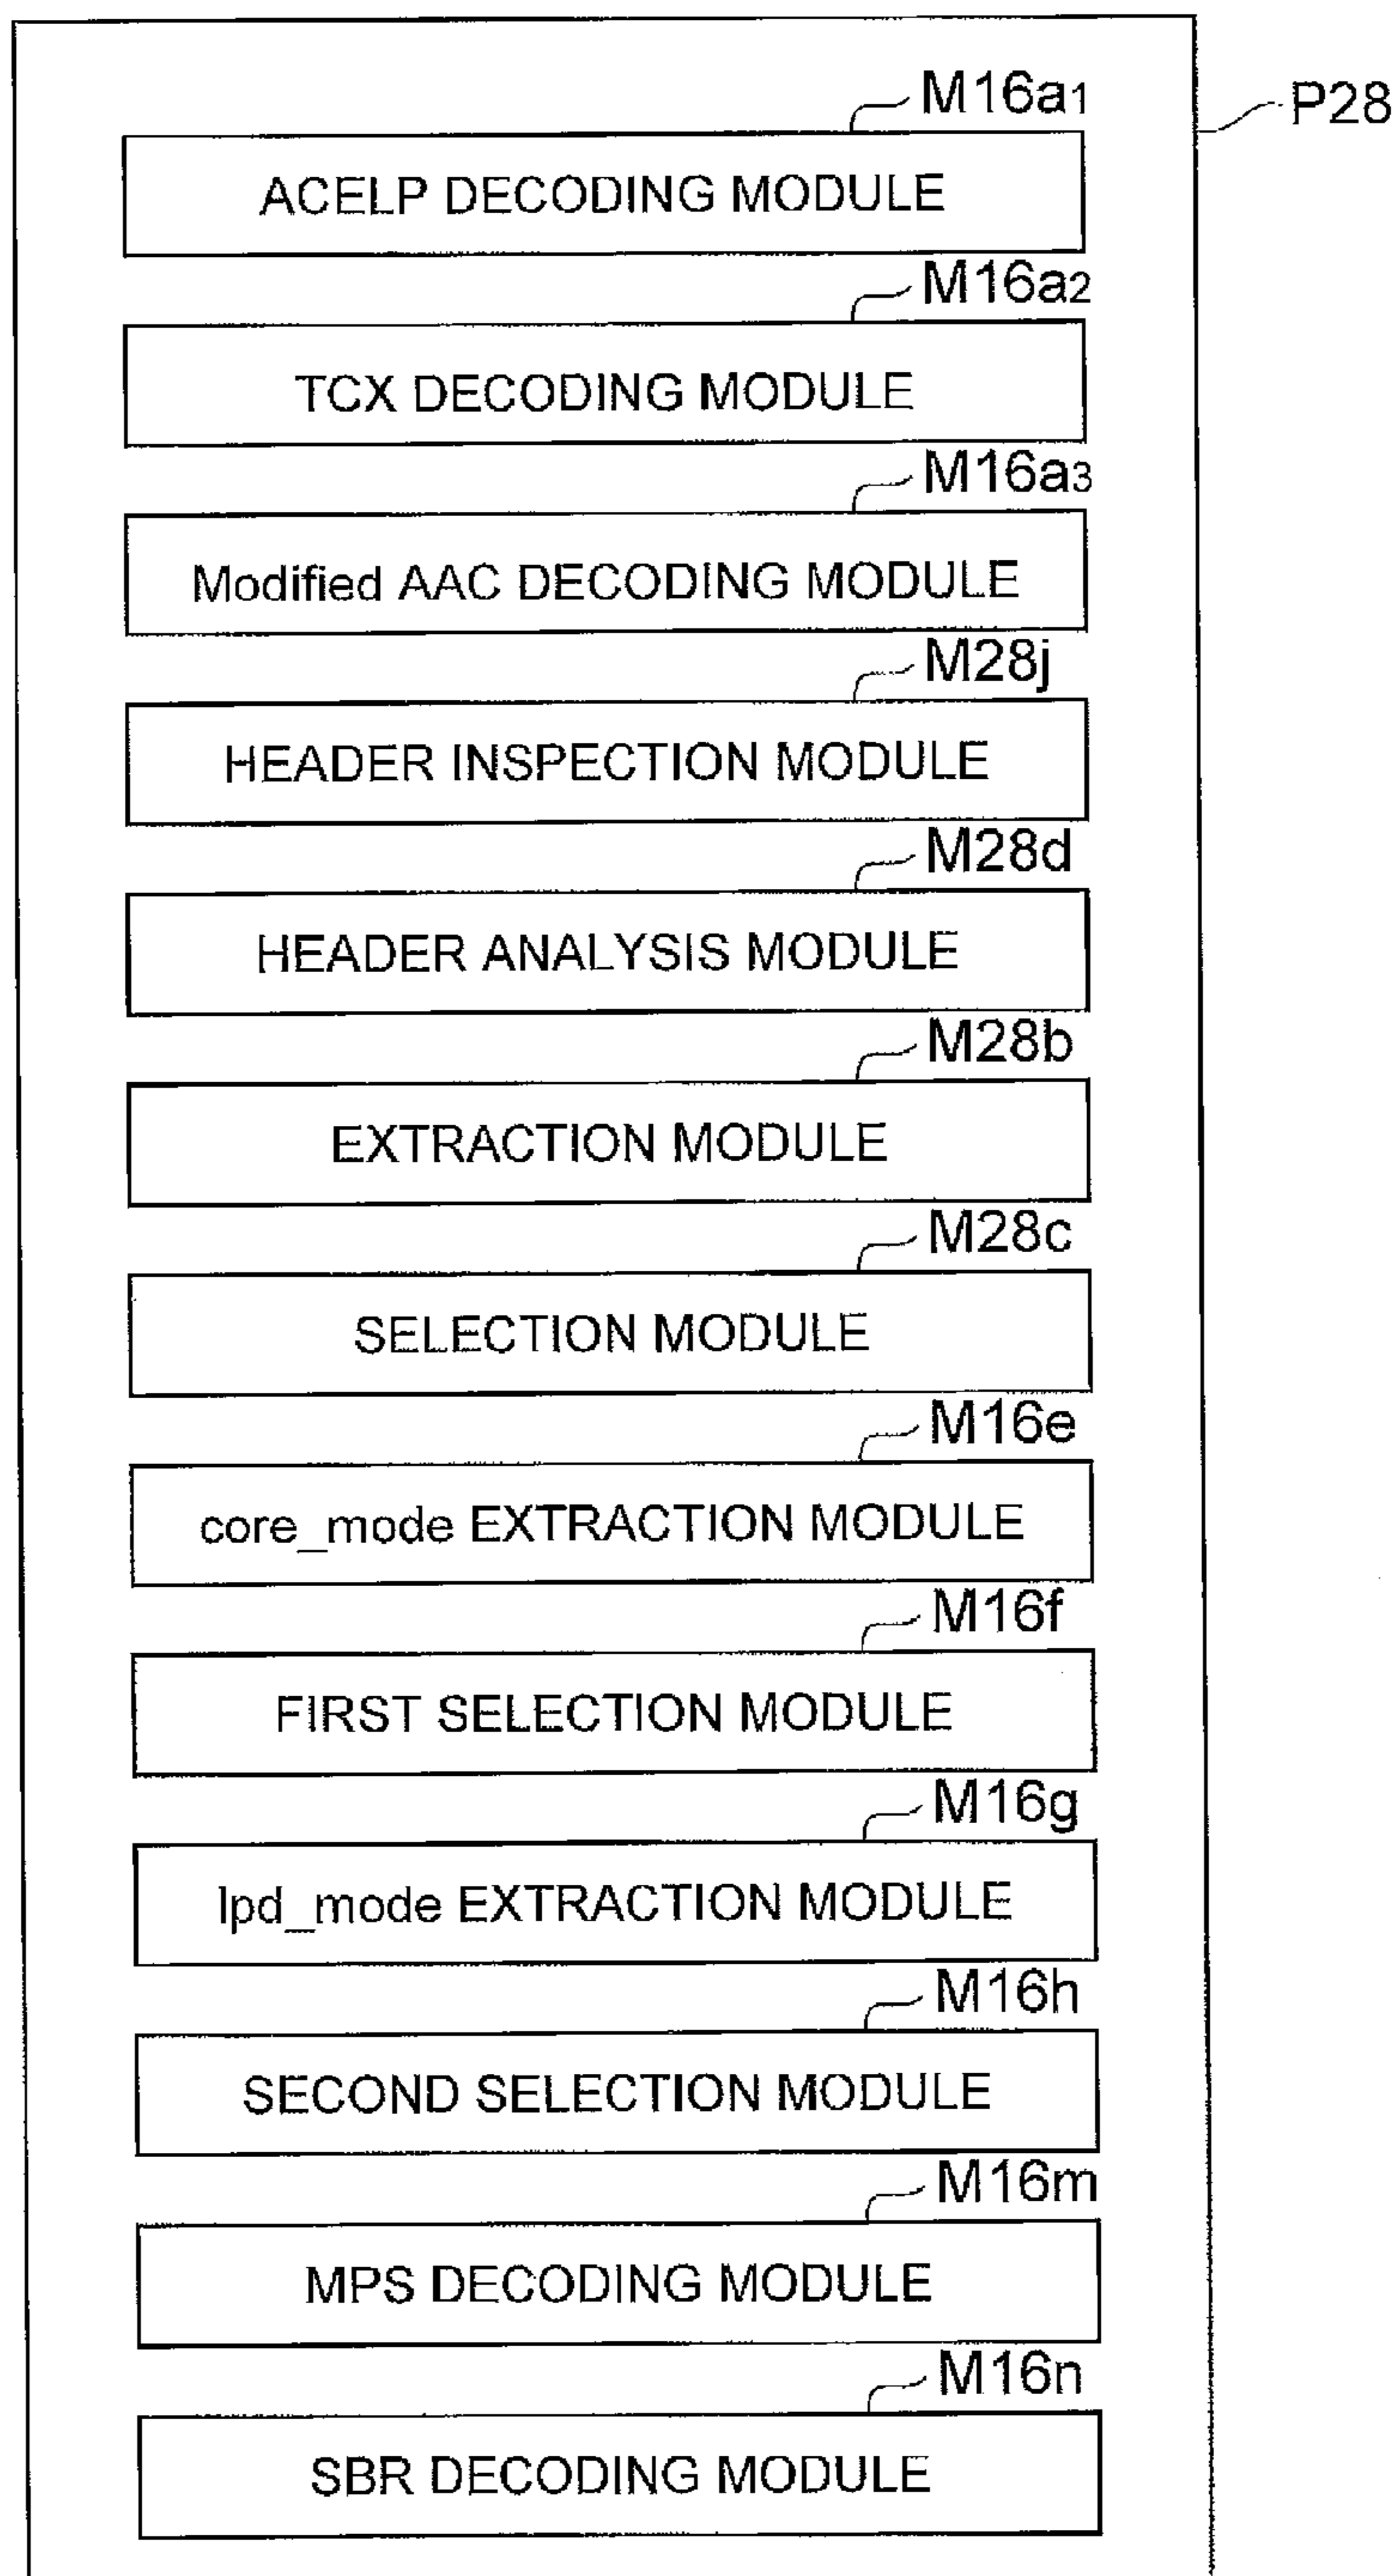 P28
M16a1
ACELP DECODING MODULE
M16a2
TCX DECODING MODULE
M16a3
Modified AAC DECODING MODULE
M28j
HEADER INSPECTION MODULE
M28d
HEADER ANALYSIS MODULE
M28b
EXTRACTION MODULE
M28c
SELECTION MODULE
M16e
core_mode EXTRACTION MODULE
M16f
FIRST SELECTION MODULE
M16g
lpd_mode EXTRACTION MODULE
M16h
SECOND SELECTION MODULE
M16m
MPS DECODING MODULE
M16n
SBR DECODING MODULE